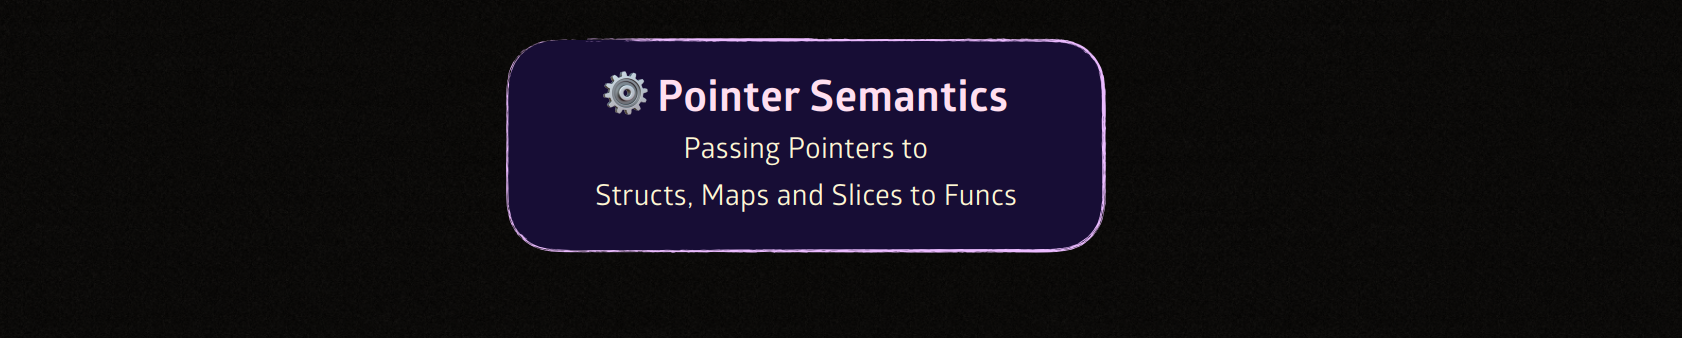 Pointer Semantics
Passing Pointers to
Structs, Maps and Slices to Funcs